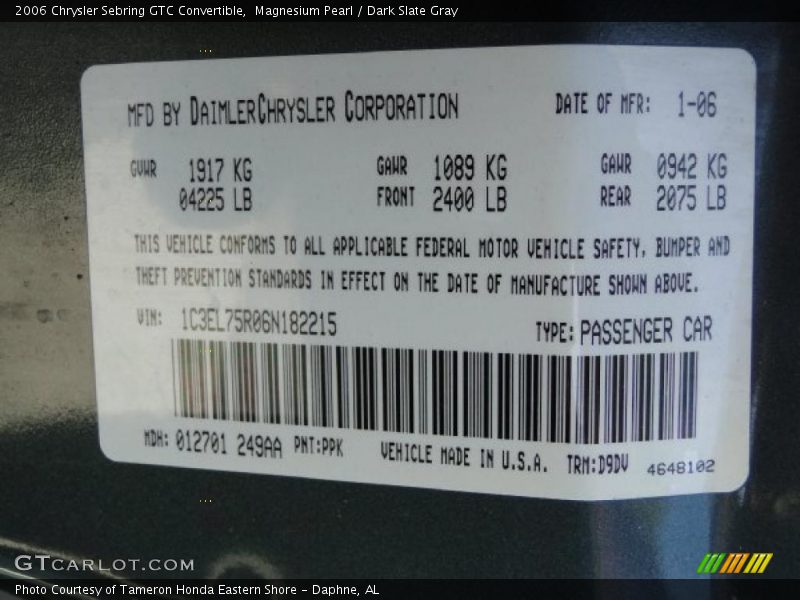 2006 Chrysler Sebring GTC Convertible,  Magnesium Pearl / Dark Slate Gray
MFD BY DAIMLERCHRYSLER CORPORATION DATE OF MFR: 1-06
GVWR 1917 KG GAWR 1089 KG GAWR 0942 KG
04225 LB FRONT 2400 LB REAR 2075 LB
THIS VEHICLE CONFORMS TO ALL APPLICABLE FEDERAL MOTOR VEHICLE SAFETY, BUMPER AND
THEFT PREVENTION STANDARDS IN EFFECT ON THE DATE OF MANUFACTURE SHOWN ABOVE.
VIN: 1C3EL75R06N182215 TYPE: PASSENGER CAR
MDH: 012701 249AA PNT:PPK VEHICLE MADE IN U.S.A. TRM:D9DV 4648102
GTCARLOT.COM
Photo Courtesy of Tameron Honda Eastern Shore - Daphne, AL